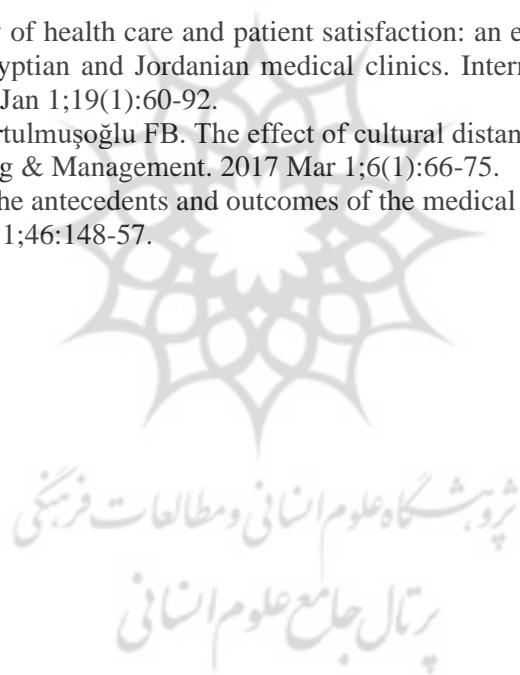 of health care and patient satisfaction: an e
yptian and Jordanian medical clinics. Intern
Jan 1;19(1):60-92.
rtulmuşoğlu FB. The effect of cultural distan
g & Management. 2017 Mar 1;6(1):66-75.
he antecedents and outcomes of the medical
1;46:148-57.
پژوهشگاه علوم انسانی و مطالعات فرهنگی
پرتال جامع علوم انسانی